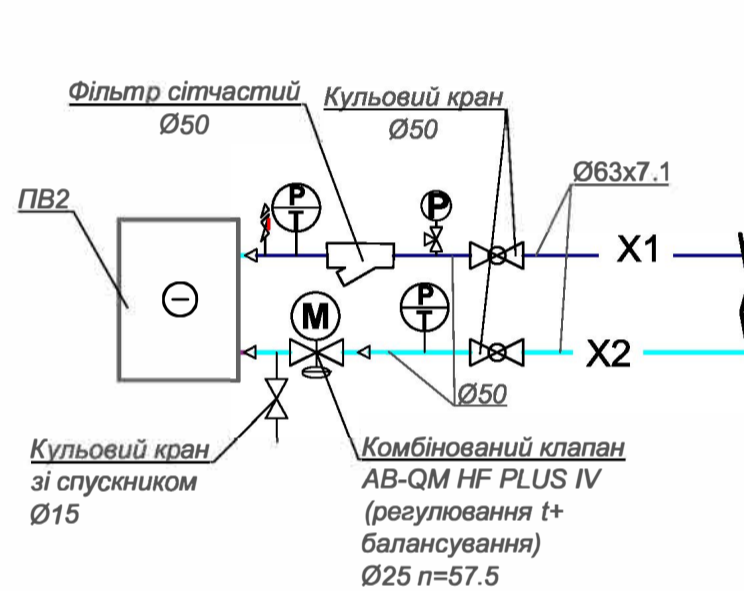 Фільтр сітчастий
Ø50
Кульовий кран
Ø50
Ø63x7.1
ПВ2
P
T
P
X1
P
T
M
X2
Ø50
Кульовий кран
зі спускником
Ø15
Комбінований клапан
AB-QM HF PLUS IV
(регулювання t+
балансування)
Ø25 n=57.5